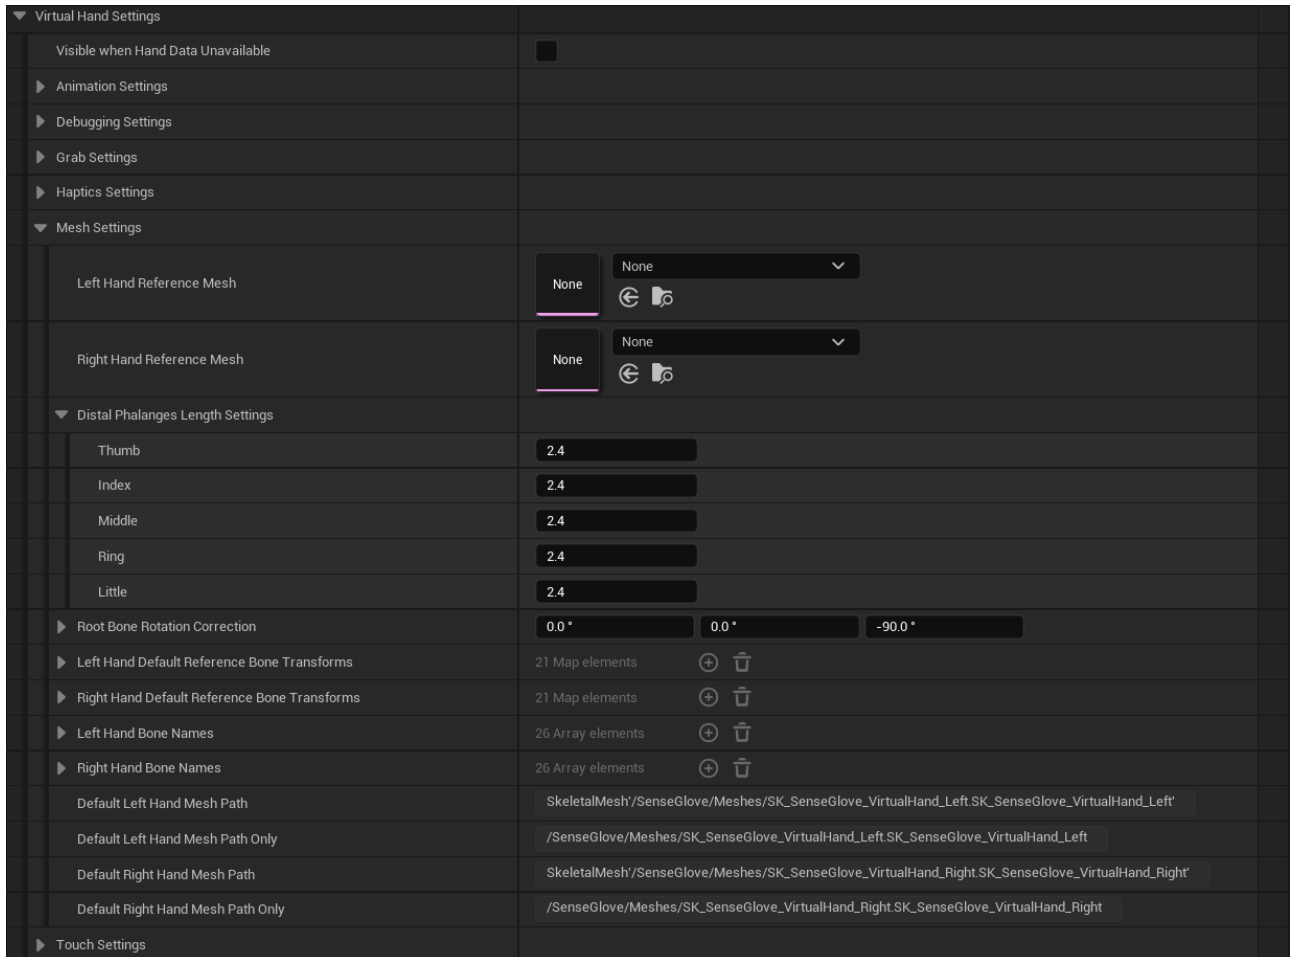 Virtual Hand Settings
Visible when Hand Data Unavailable
Animation Settings
Debugging Settings
Grab Settings
Haptics Settings
Mesh Settings
Left Hand Reference Mesh
None
None
Right Hand Reference Mesh
None
None
Distal Phalanges Length Settings
Thumb 2.4
Index 2.4
Middle 2.4
Ring 2.4
Little 2.4
Root Bone Rotation Correction 0.0 ° 0.0 ° -90.0 °
Left Hand Default Reference Bone Transforms 21 Map elements
Right Hand Default Reference Bone Transforms 21 Map elements
Left Hand Bone Names 26 Array elements
Right Hand Bone Names 26 Array elements
Default Left Hand Mesh Path SkeletalMesh'/SenseGlove/Meshes/SK_SenseGlove_VirtualHand_Left.SK_SenseGlove_VirtualHand_Left'
Default Left Hand Mesh Path Only /SenseGlove/Meshes/SK_SenseGlove_VirtualHand_Left.SK_SenseGlove_VirtualHand_Left
Default Right Hand Mesh Path SkeletalMesh'/SenseGlove/Meshes/SK_SenseGlove_VirtualHand_Right.SK_SenseGlove_VirtualHand_Right'
Default Right Hand Mesh Path Only /SenseGlove/Meshes/SK_SenseGlove_VirtualHand_Right.SK_SenseGlove_VirtualHand_Right
Touch Settings